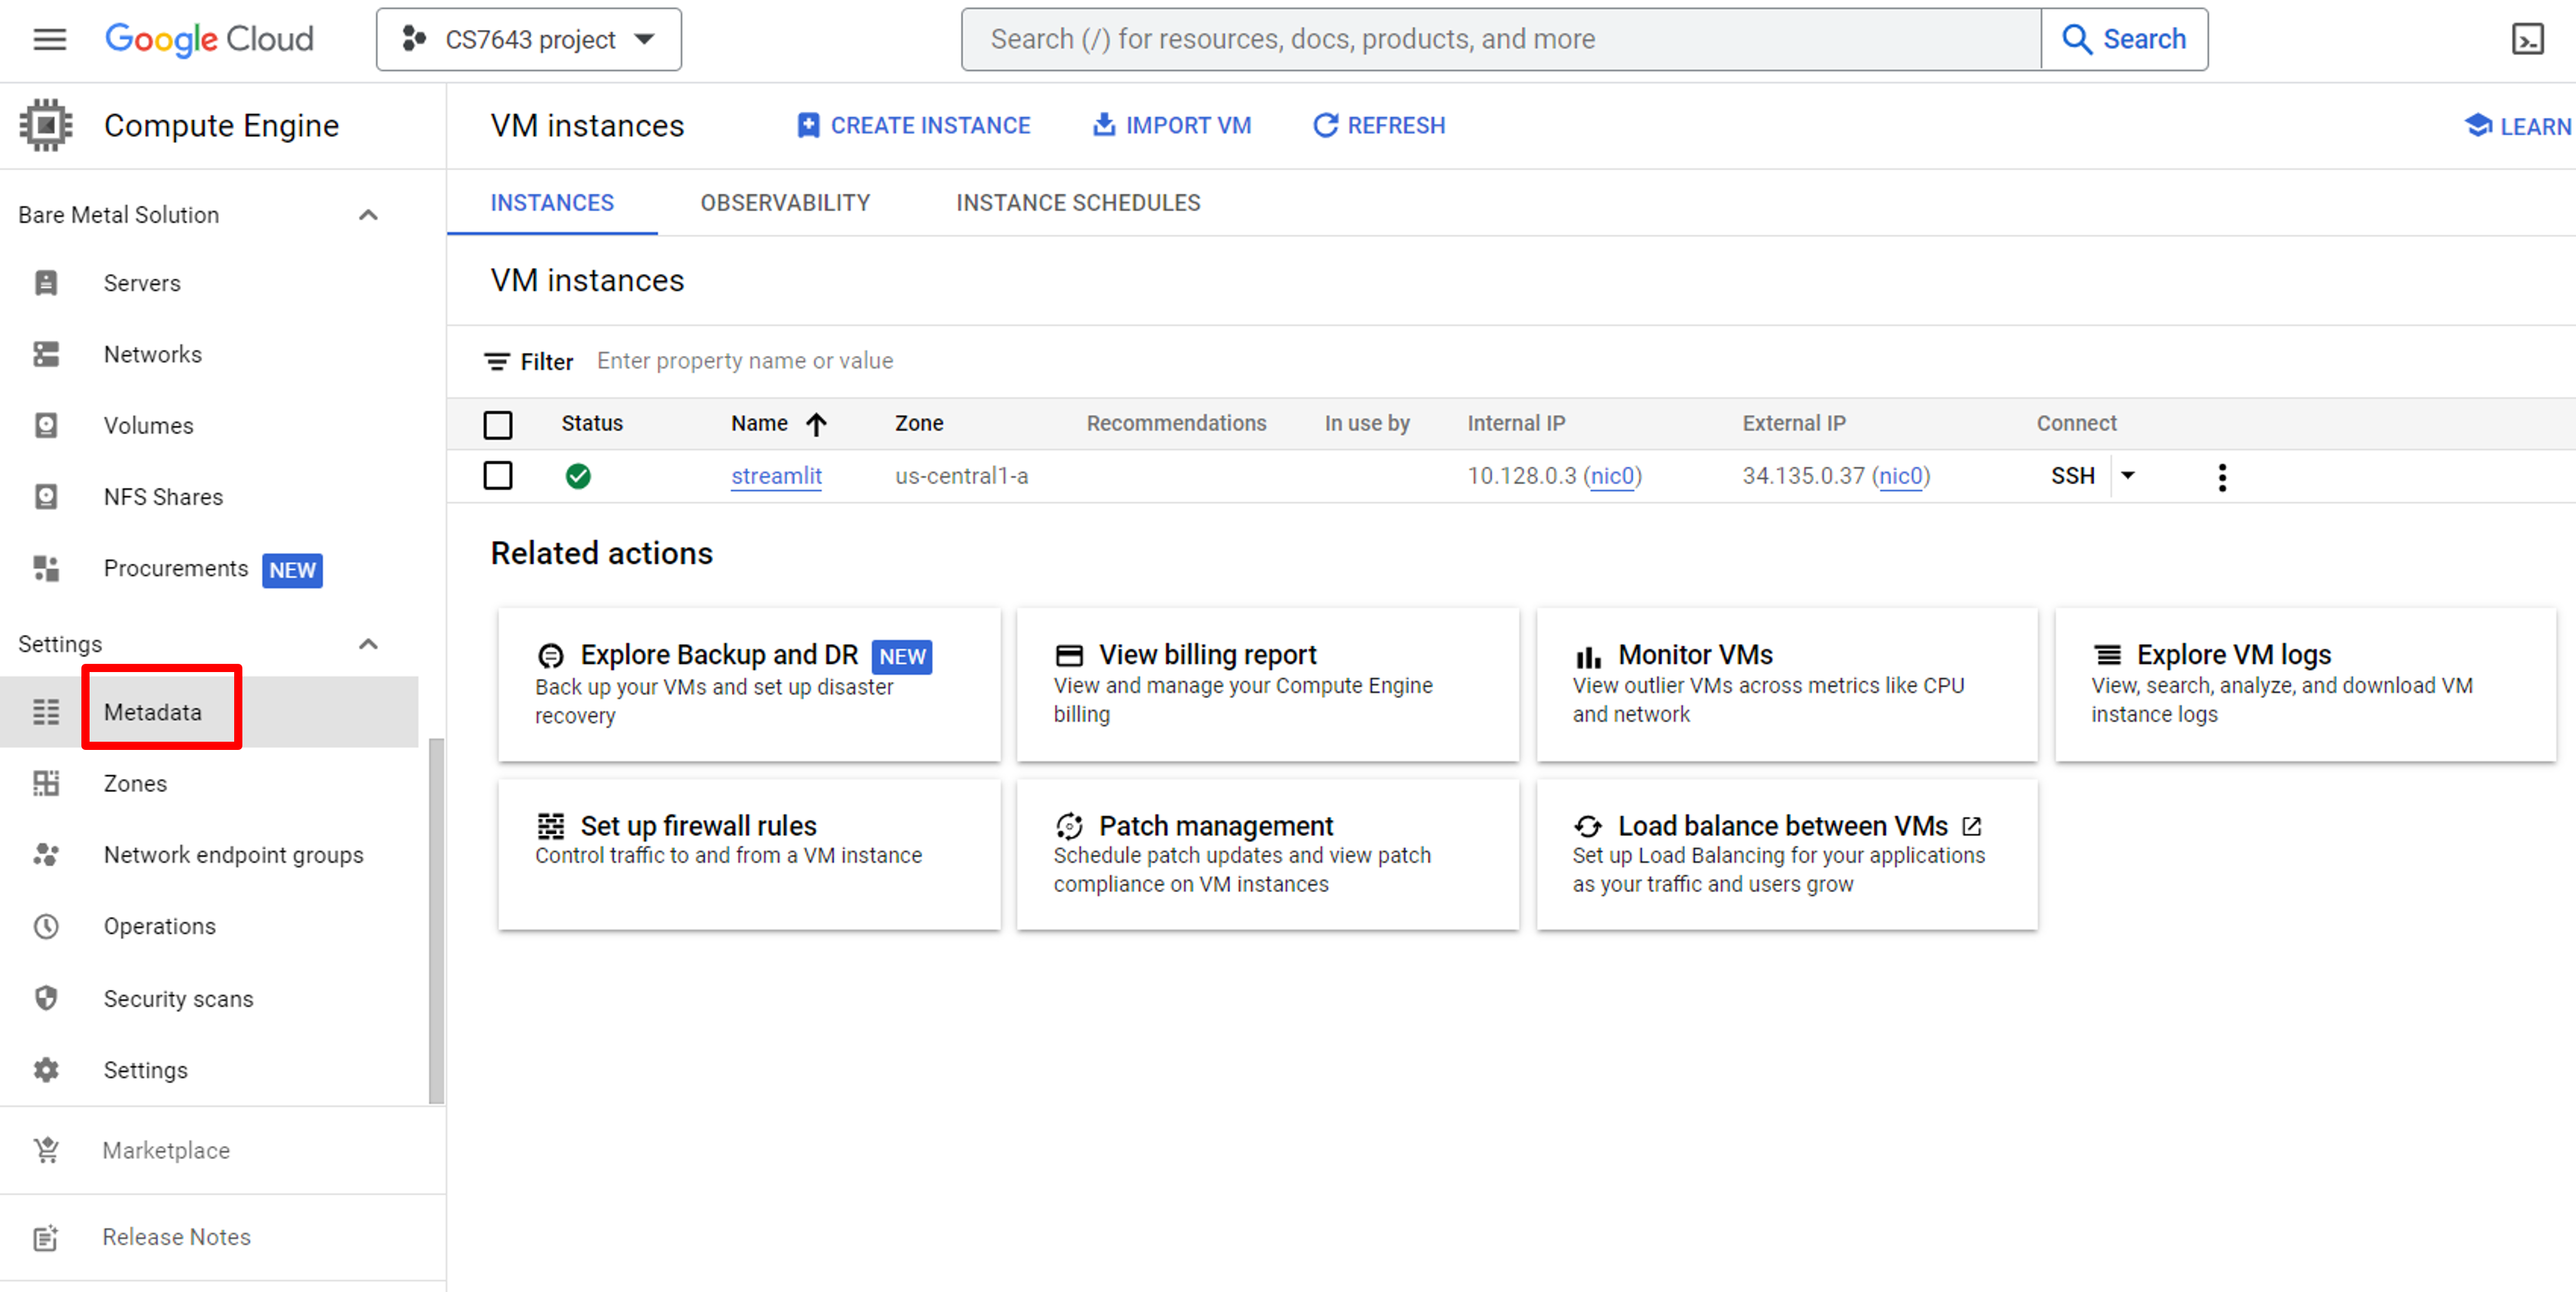 Google Cloud
CS7643 project
Search (/) for resources, docs, products, and more
Search
Compute Engine
VM instances
CREATE INSTANCE
IMPORT VM
REFRESH
LEARN
Bare Metal Solution
Servers
Networks
Volumes
NFS Shares
Procurements NEW
Settings
Metadata
Zones
Network endpoint groups
Operations
Security scans
Settings
Marketplace
Release Notes
INSTANCES OBSERVABILITY INSTANCE SCHEDULES
VM instances
Filter Enter property name or value
Status Name Zone Recommendations In use by Internal IP External IP Connect
streamlit us-central1-a 10.128.0.3 (nic0) 34.135.0.37 (nic0) SSH
Related actions
Explore Backup and DR NEW
Back up your VMs and set up disaster
recovery
View billing report
View and manage your Compute Engine
billing
Monitor VMs
View outlier VMs across metrics like CPU
and network
Explore VM logs
View, search, analyze, and download VM
instance logs
Set up firewall rules
Control traffic to and from a VM instance
Patch management
Schedule patch updates and view patch
compliance on VM instances
Load balance between VMs
Set up Load Balancing for your applications
as your traffic and users grow